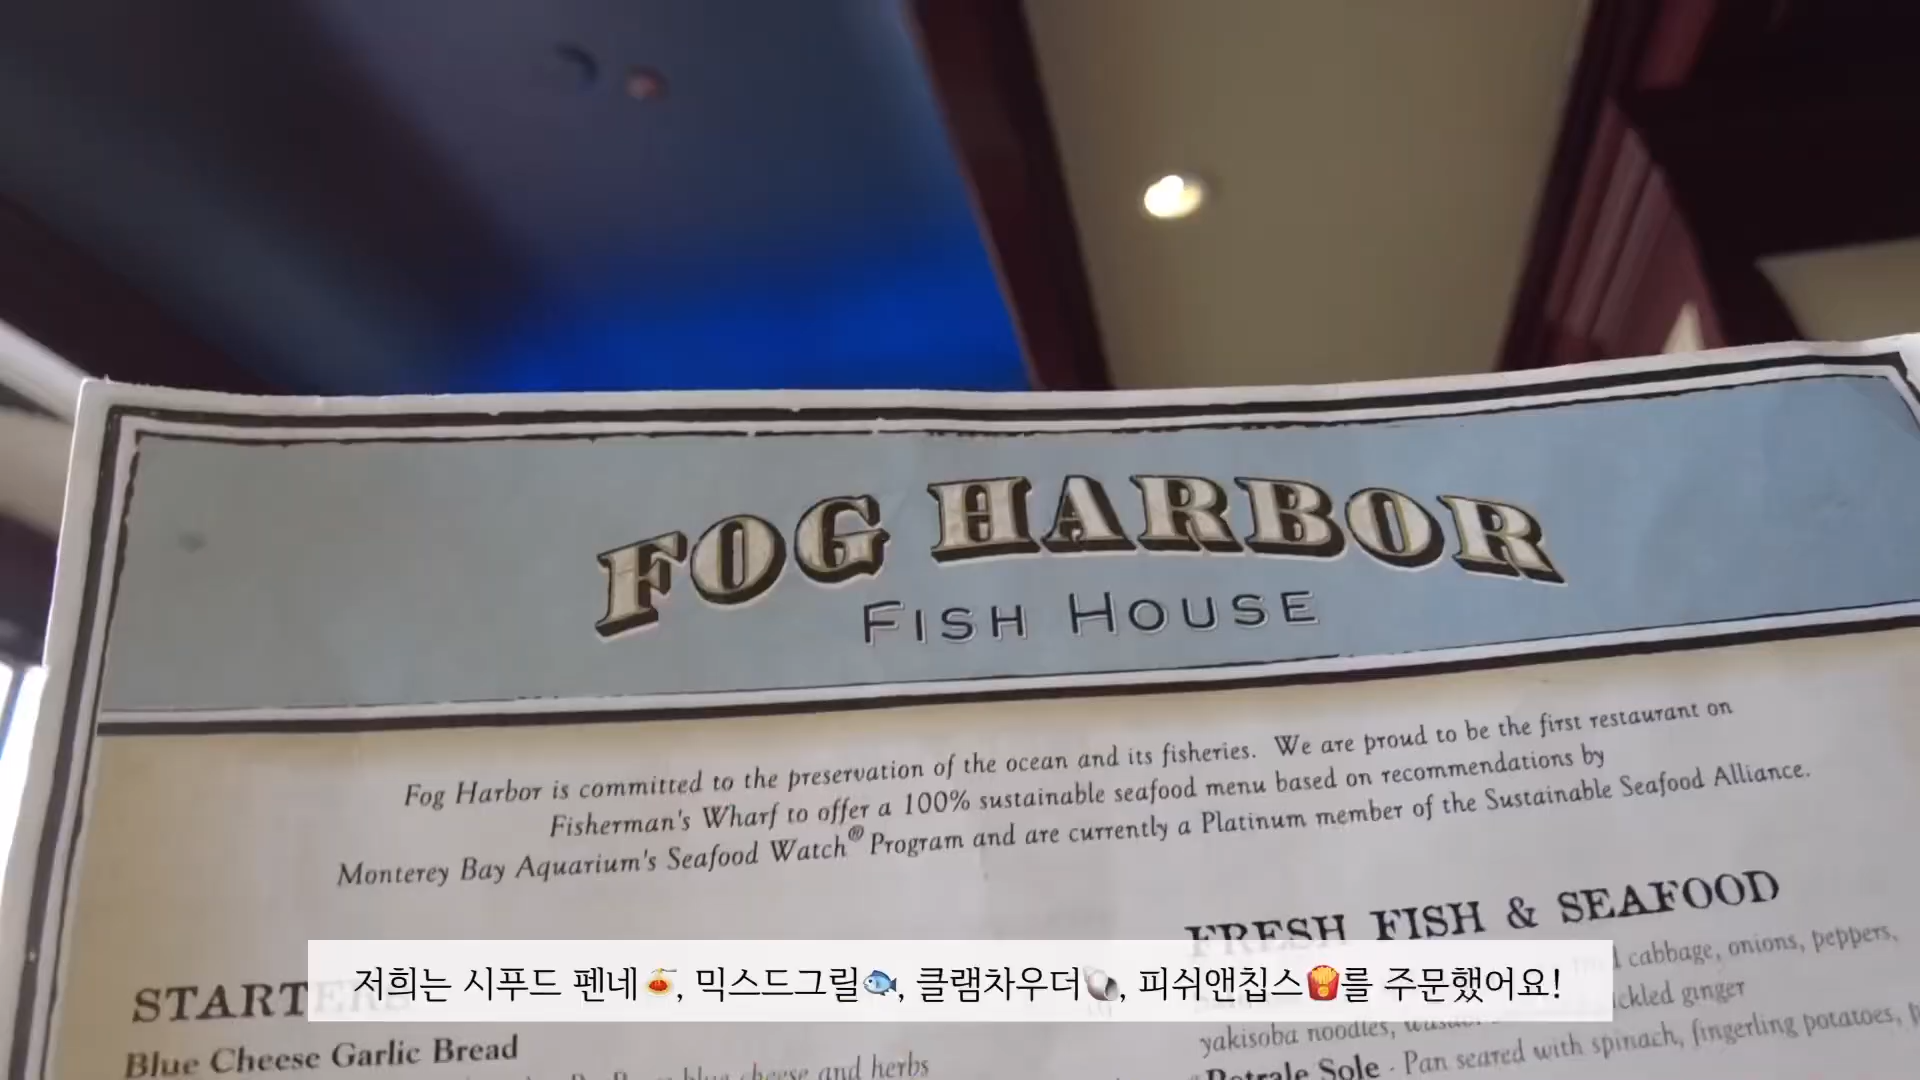 FOG HARBOR
FISH HOUSE
Fog Harbor is committed to the preservation of the ocean and its fisheries. We are proud to be the first restaurant on
Fisherman's Wharf to offer a 100% sustainable seafood menu based on recommendations by
Monterey Bay Aquarium's Seafood Watch® Program and are currently a Platinum member of the Sustainable Seafood Alliance.
STARTERS
Blue Cheese Garlic Bread
blue cheese and herbs
FRESH FISH & SEAFOOD
cabbage, onions, peppers,
ginger
yakisoba noodles,
Petrale Sole - Pan seared with spinach, fingerling potatoes,
저희는 시푸드 펜네🍝, 믹스드그릴🐟, 클램차우더🐚, 피쉬앤칩스🍟를 주문했어요!